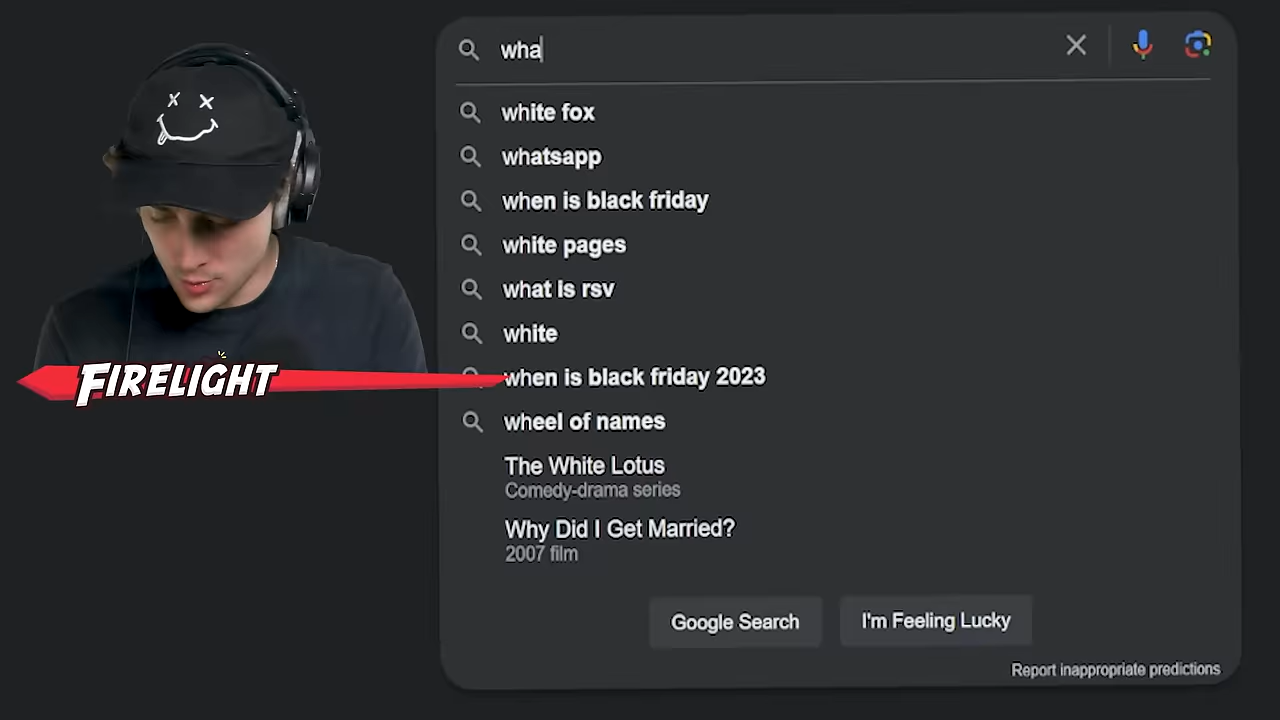 wha
white fox
whatsapp
when is black friday
white pages
what is rsv
white
when is black friday 2023
wheel of names
The White Lotus
Comedy-drama series
Why Did I Get Married?
2007 film
Google Search
I'm Feeling Lucky
Report inappropriate predictions
FIRELIGHT